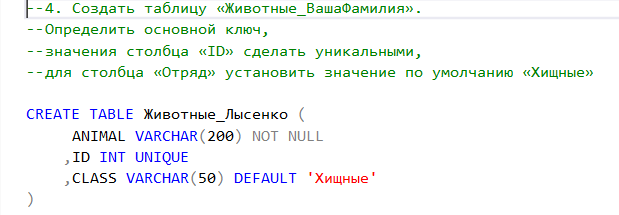 --4. Создать таблицу «Животные_ВашаФамилия».
--Определить основной ключ,
--значения столбца «ID» сделать уникальными,
--для столбца «Отряд» установить значение по умолчанию «Хищные»
CREATE TABLE Животные_Лысенко (
ANIMAL VARCHAR(200) NOT NULL
,ID INT UNIQUE
,CLASS VARCHAR(50) DEFAULT 'Хищные'
)